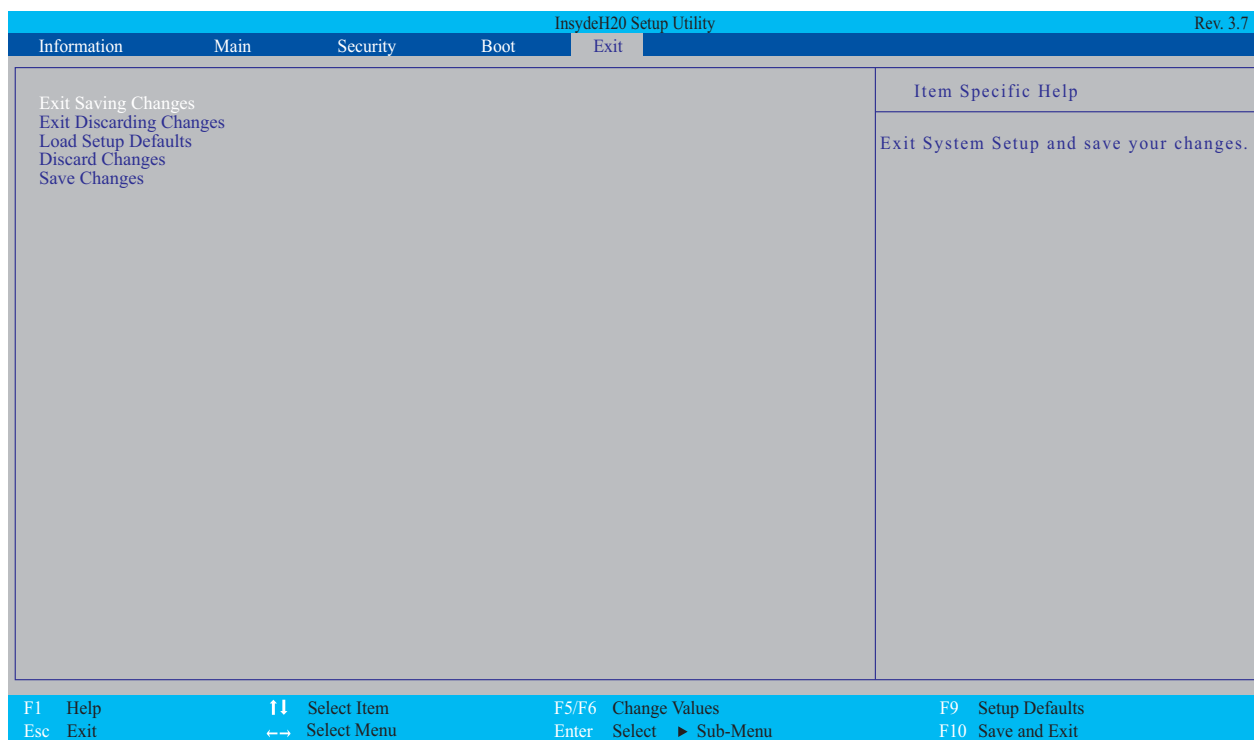 InsydeH20 Setup Utility Rev. 3.7
Information Main Security Boot Exit
Exit Saving Changes
Exit Discarding Changes
Load Setup Defaults
Discard Changes
Save Changes
Item Specific Help
Exit System Setup and save your changes.
F1 Help ↑↓ Select Item F5/F6 Change Values F9 Setup Defaults
Esc Exit ←→ Select Menu Enter Select ▶ Sub-Menu F10 Save and Exit